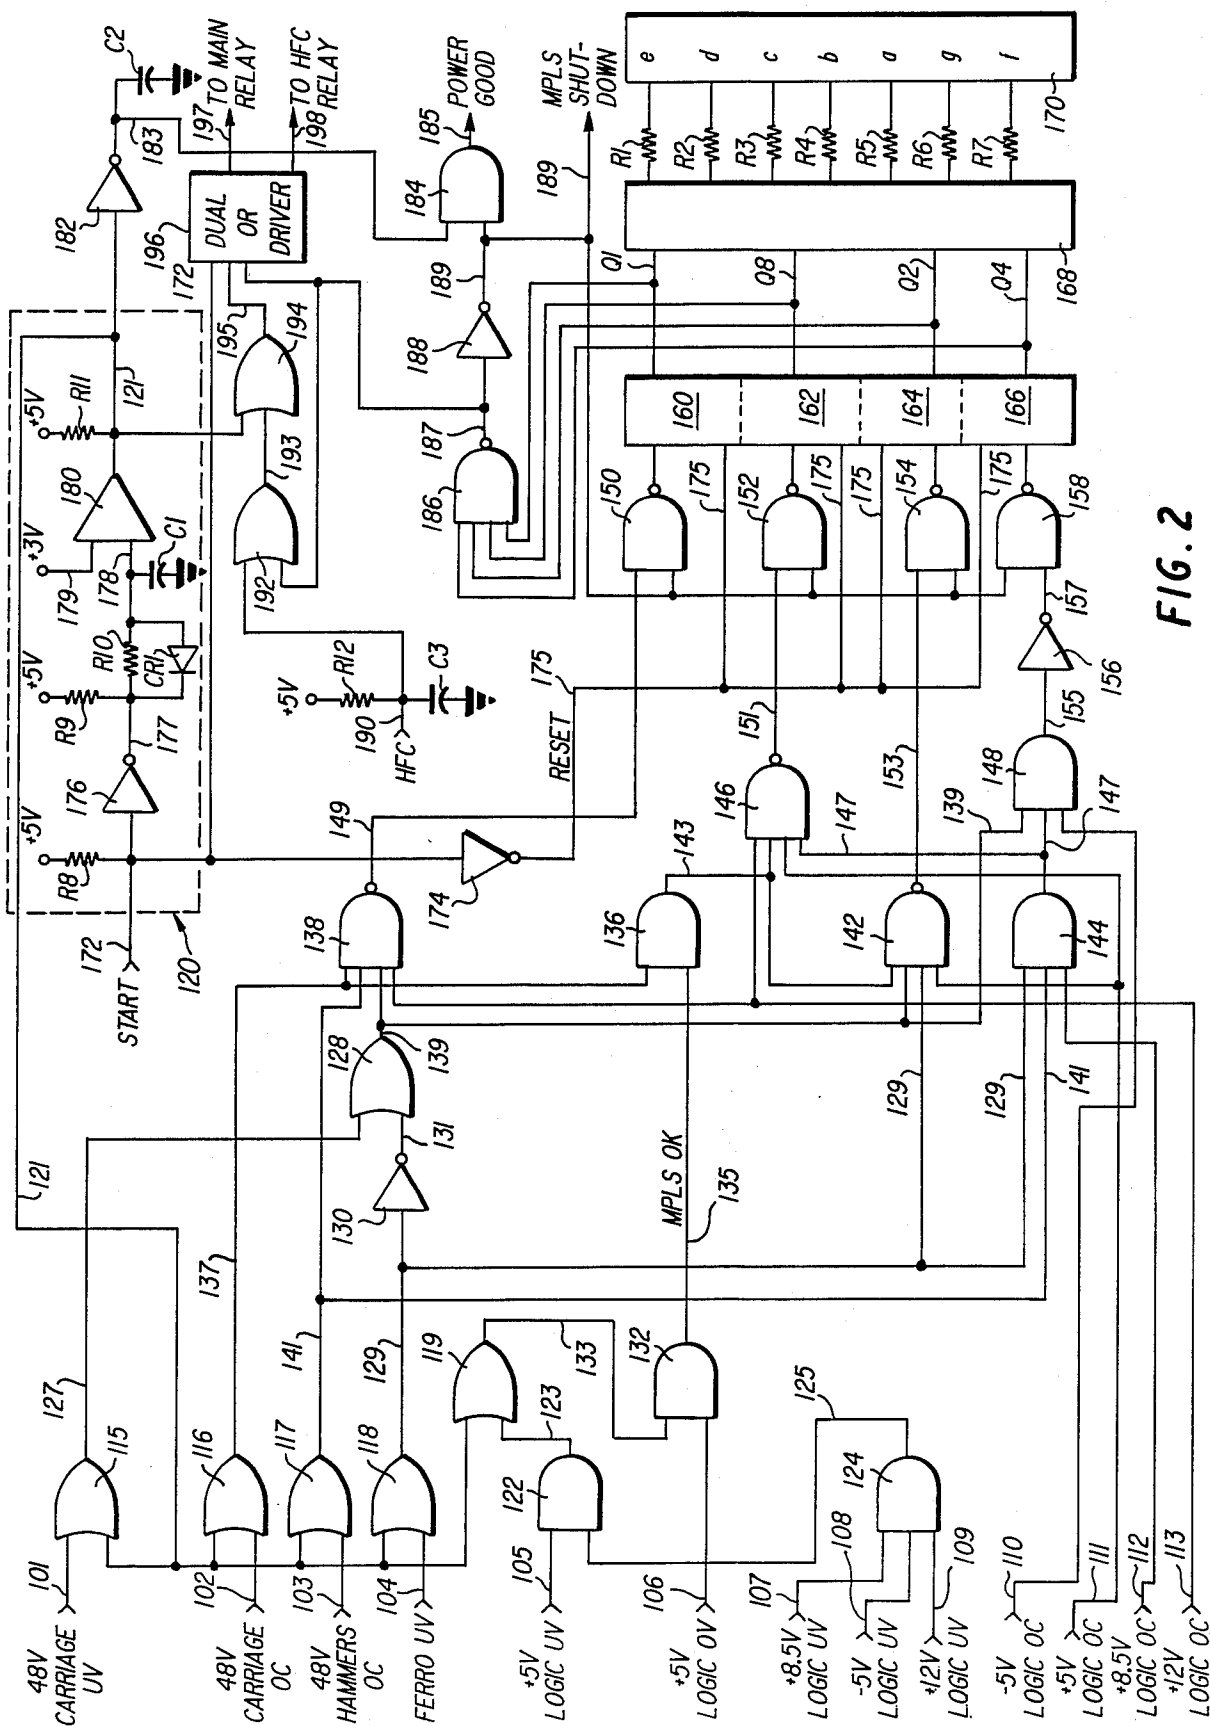 C2
183
182
TO MAIN
RELAY
197
TO HFC
RELAY
198
196
172
DUAL
OR
DRIVER
POWER
GOOD
185
184
MPLS
SHUT-
DOWN
189
e
d
c
b
a
g
f
170
R1
R2
R3
R4
R5
R6
R7
168
Q1
Q8
Q2
Q4
160
162
164
166
+5V
R11
121
180
+3V
179
178
C1
R10
CR1
+5V
R9
177
176
+5V
R8
172
START
120
195
194
193
192
189
188
187
186
+5V
R12
190
HFC
C3
175
RESET
174
150
175
152
175
175
154
175
158
157
156
155
151
153
149
138
143
136
146
147
139
148
147
142
144
128
139
131
130
MPLS OK
135
129
129
141
121
137
141
129
127
115
116
117
118
119
133
132
123
122
125
124
101
48V
CARRIAGE
UV
102
48V
CARRIAGE
OC
103
48V
HAMMERS
OC
104
FERRO UV
105
+5V
LOGIC UV
106
+5V
LOGIC OV
107
+8.5V
LOGIC UV
108
-5V
LOGIC UV
109
+12V
LOGIC UV
110
-5V
LOGIC OC
111
+5V
LOGIC OC
112
+8.5V
LOGIC OC
113
+12V
LOGIC OC
FIG. 2